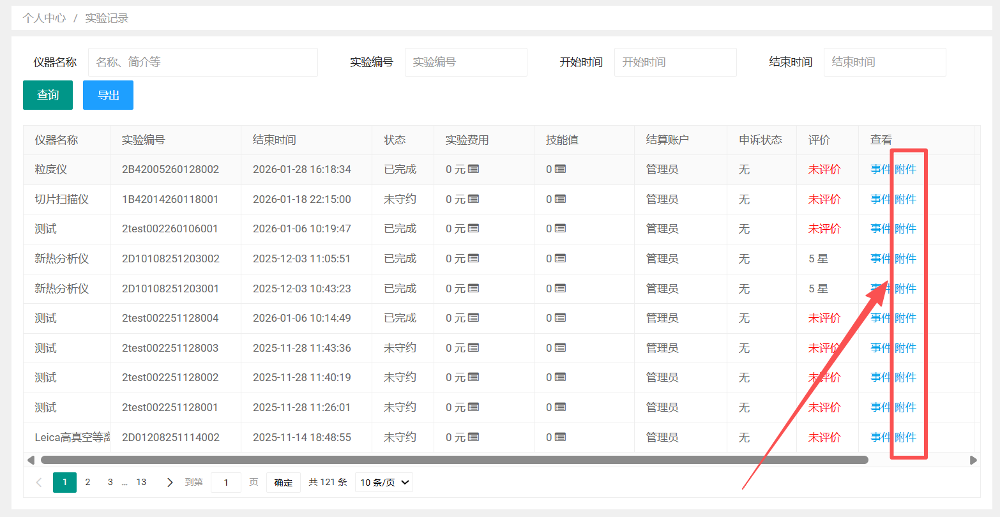 个人中心 / 实验记录
仪器名称 名称、简介等 实验编号 实验编号 开始时间 开始时间 结束时间 结束时间
查询 导出
仪器名称 实验编号 结束时间 状态 实验费用 技能值 结算账户 申诉状态 评价 查看
粒度仪 2B42005260128002 2026-01-28 16:18:34 已完成 0 元 0 管理员 无 未评价 事件 附件
切片扫描仪 1B42014260118001 2026-01-18 22:15:00 未守约 0 元 0 管理员 无 未评价 事件 附件
测试 2test002260106001 2026-01-06 10:19:47 已完成 0 元 0 管理员 无 未评价 事件 附件
新热分析仪 2D10108251203002 2025-12-03 11:05:51 已完成 0 元 0 管理员 无 5 星 事件 附件
新热分析仪 2D10108251203001 2025-12-03 10:43:23 已完成 0 元 0 管理员 无 5 星 事件 附件
测试 2test002251128004 2026-01-06 10:14:49 已完成 0 元 0 管理员 无 未评价 事件 附件
测试 2test002251128003 2025-11-28 11:43:36 未守约 0 元 0 管理员 无 未评价 事件 附件
测试 2test002251128002 2025-11-28 11:40:19 未守约 0 元 0 管理员 无 未评价 事件 附件
测试 2test002251128001 2025-11-28 11:26:01 未守约 0 元 0 管理员 无 未评价 事件 附件
Leica高真空等离 2D01208251114002 2025-11-14 18:48:55 未守约 0 元 0 管理员 无 未评价 事件 附件
1 2 3 … 13 到第 1 页 确定 共 121 条 10 条/页